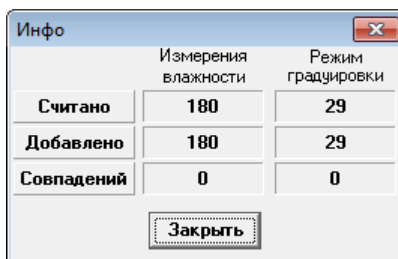 Инфо
Измерения влажности
Режим градуировки
Считано 180 29
Добавлено 180 29
Совпадений 0 0
Закрыть